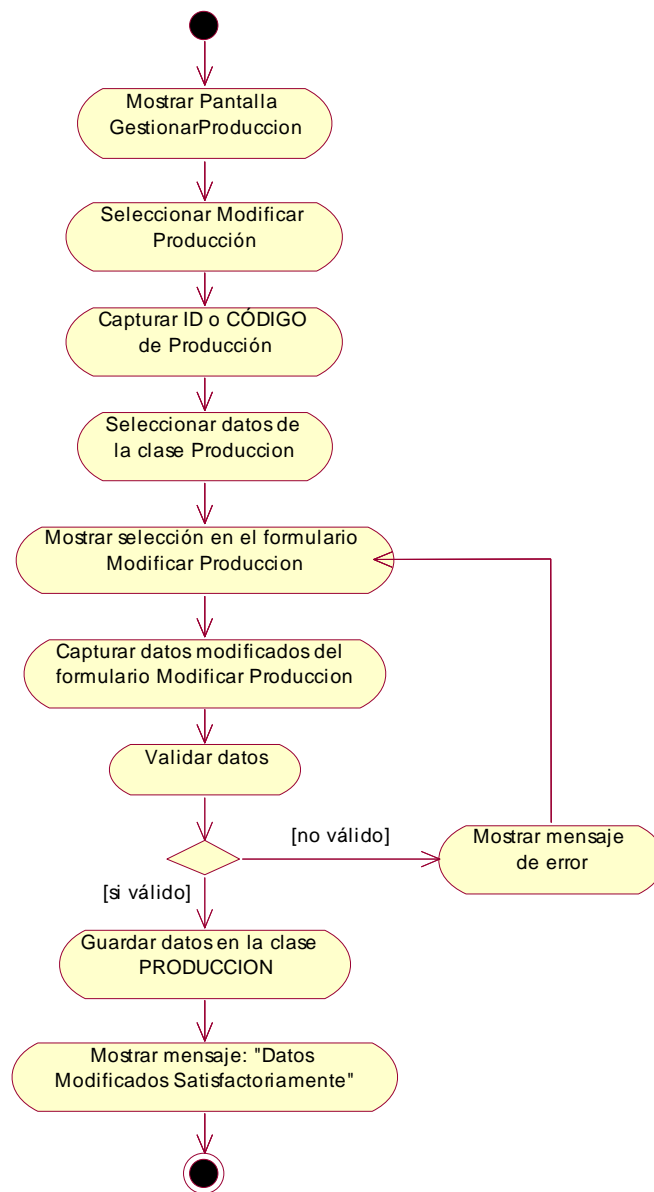 Mostrar Pantalla
GestionarProduccion
Seleccionar Modificar
Producción
Capturar ID o CÓDIGO
de Producción
Seleccionar datos de
la clase Produccion
Mostrar selección en el formulario
Modificar Produccion
Capturar datos modificados del
formulario Modificar Produccion
Validar datos
[no válido]
Mostrar mensaje
de error
[si válido]
Guardar datos en la clase
PRODUCCION
Mostrar mensaje: "Datos
Modificados Satisfactoriamente"